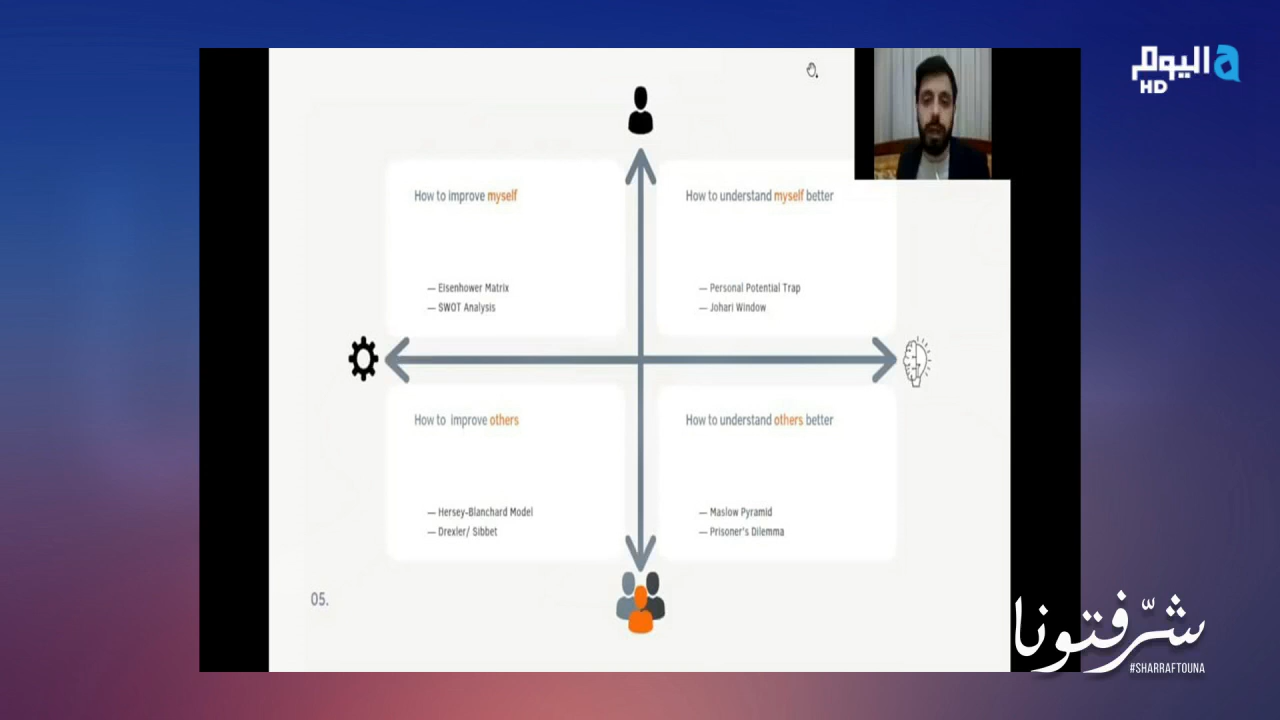 اليوم a
HD
How to improve myself
— Eisenhower Matrix
— SWOT Analysis
How to understand myself better
— Personal Potential Trap
— Johari Window
How to improve others
— Hersey-Blanchard Model
— Drexler/ Sibbet
How to understand others better
— Maslow Pyramid
— Prisoner's Dilemma
05.
شرّفتونا
#SHARRAFTOUNA